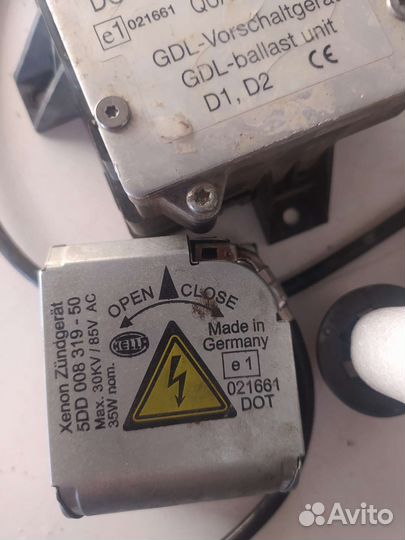 021661
e1
GDL-Vorschaltgerät
GDL-ballast unit
D1, D2
CE
OPEN CLOSE
HELLA
Xenon Zündgerät
5DD 008 319 - 50
Max. 30KV / 85V AC
35W nom.
Made in
Germany
e 1
021661
DOT
Avito